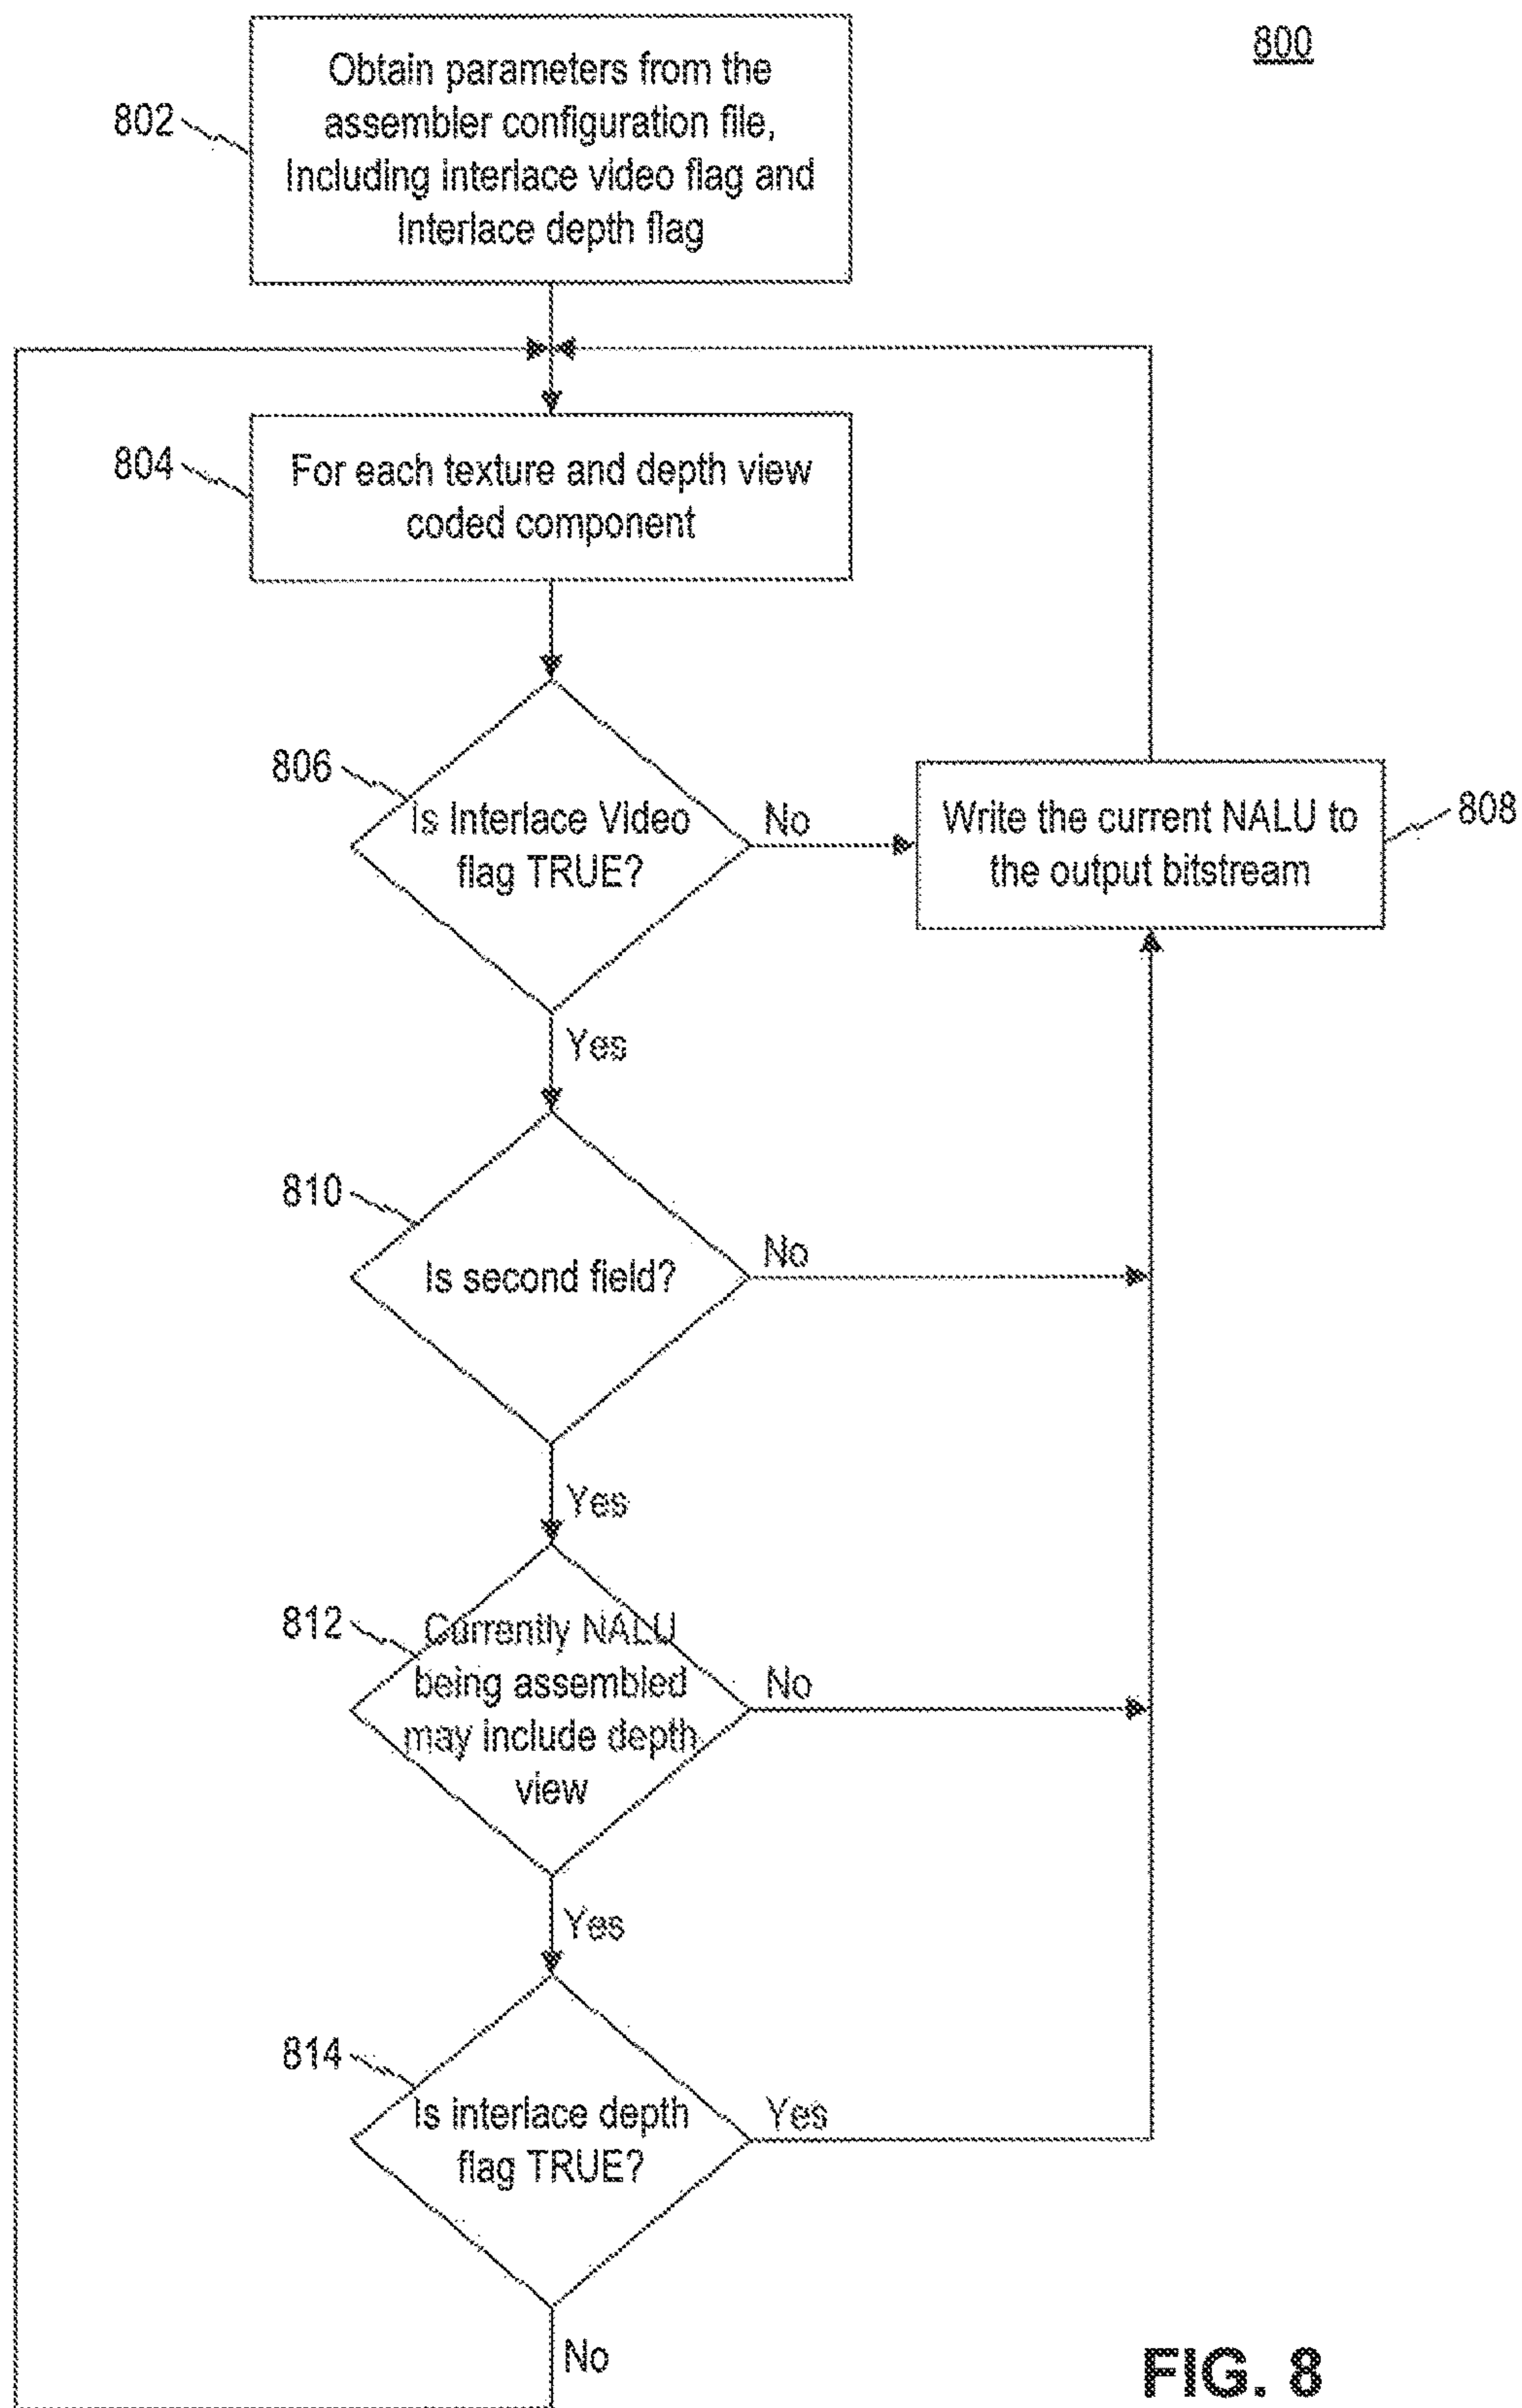 800
802
Obtain parameters from the
assembler configuration file,
Including interlace video flag and
Interlace depth flag
804
For each texture and depth view
coded component
806
Is Interlace Video
flag TRUE?
No
Write the current NALU to
the output bitstream
808
Yes
810
Is second field?
No
Yes
812
Currently NALU
being assembled
may include depth
view
No
Yes
814
Is interlace depth
flag TRUE?
Yes
No
FIG. 8